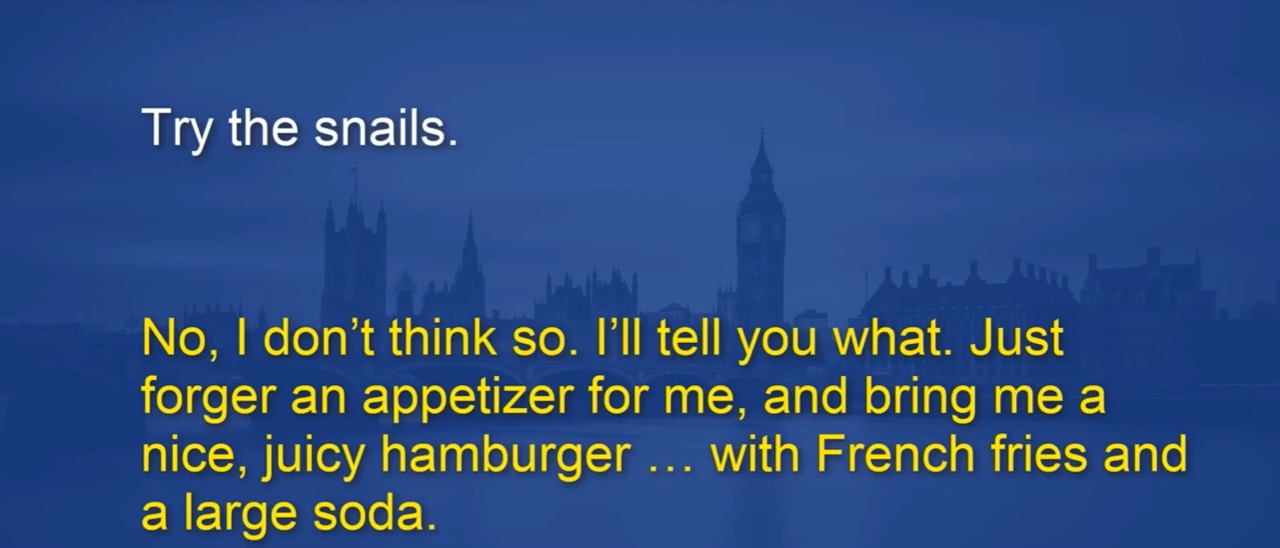 Try the snails.
No, I don’t think so. I’ll tell you what. Just
forger an appetizer for me, and bring me a
nice, juicy hamburger … with French fries and
a large soda.